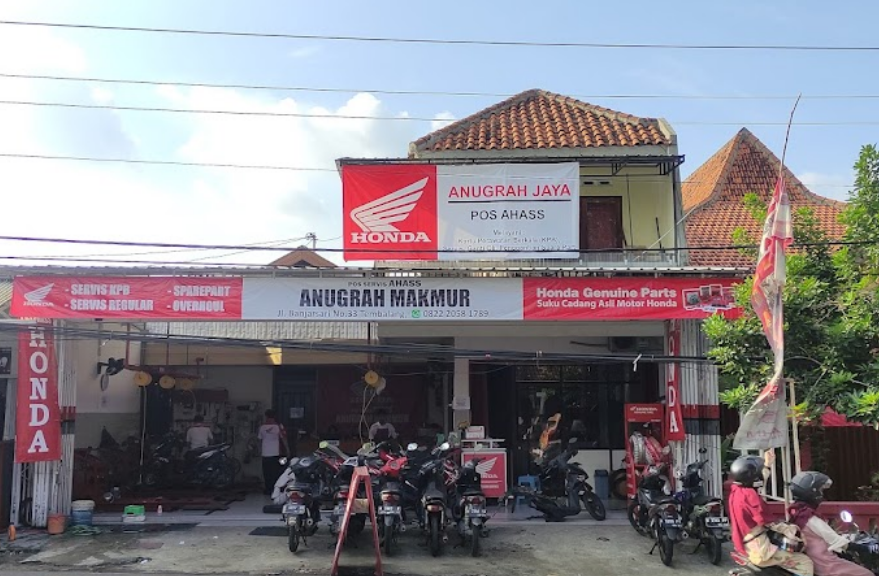 ANUGRAH JAYA
POS AHASS
Melayani
HONDA
POS SERVIS AHASS
- SERVIS KPB - SPAREPART
- SERVIS REGULAR - OVERHOUL
ANUGRAH MAKMUR
Jl. Banjarsari No.33 Tembalang, 0822 2058 1789
Honda Genuine Parts
Suku Cadang Asli Motor Honda
HONDA
HONDA